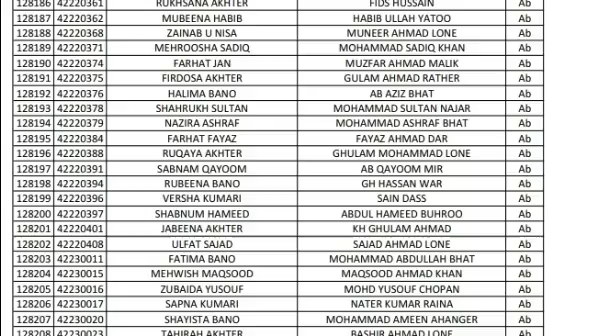 128186 42220361 RUKHSANA AKHTER FIDS HUSSAIN Ab
128187 42220362 MUBEENA HABIB HABIB ULLAH YATOO Ab
128188 42220368 ZAINAB U NISA MUNEER AHMAD LONE Ab
128189 42220371 MEHROOSHA SADIQ MOHAMMAD SADIQ KHAN Ab
128190 42220374 FARHAT JAN MUZFAR AHMAD MALIK Ab
128191 42220375 FIRDOSA AKHTER GULAM AHMAD RATHER Ab
128192 42220376 HALIMA BANO AB AZIZ BHAT Ab
128193 42220378 SHAHRUKH SULTAN MOHAMMAD SULTAN NAJAR Ab
128194 42220379 NAZIRA ASHRAF MOHAMMAD ASHRAF BHAT Ab
128195 42220384 FARHAT FAYAZ FAYAZ AHMAD DAR Ab
128196 42220388 RUQAYA AKHTER GHULAM MOHAMMAD LONE Ab
128197 42220391 SABNAM QAYOOM AB QAYOOM MIR Ab
128198 42220394 RUBEENA BANO GH HASSAN WAR Ab
128199 42220396 VERSHA KUMARI SAIN DASS Ab
128200 42220397 SHABNUM HAMEED ABDUL HAMEED BUHROO Ab
128201 42220401 JABEENA AKHTER KH GHULAM AHMAD Ab
128202 42220408 ULFAT SAJAD SAJAD AHMAD LONE Ab
128203 42230011 FATIMA BANO MOHAMMAD ABDULLAH BHAT Ab
128204 42230015 MEHWISH MAQSOOD MAQSOOD AHMAD KHAN Ab
128205 42230016 ZUBAIDA YUSOUF MOHD YUSOUF CHOPAN Ab
128206 42230017 SAPNA KUMARI NATER KUMAR RAINA Ab
128207 42230020 SHAYISTA BANO MOHAMMAD AMEEN AHANGER Ab
128208 42230023 TAHIRAH AKHTER BASHIR AHMAD LONE Ab